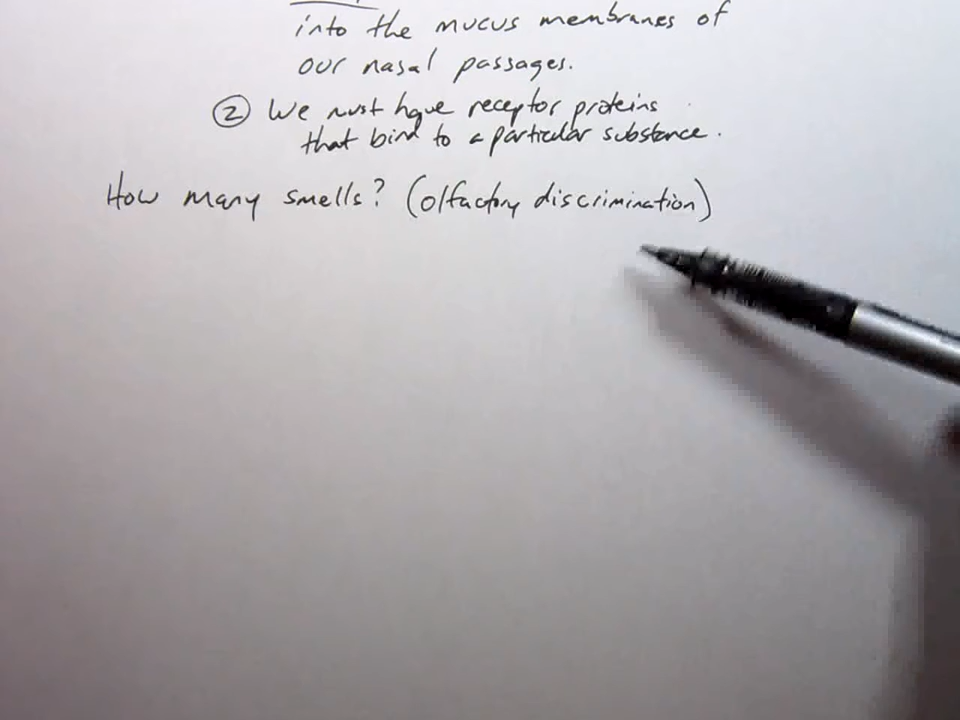 into the mucus membranes of
our nasal passages.
② We must have receptor proteins
that bind to a particular substance.
How many smells? (olfactory discrimination)